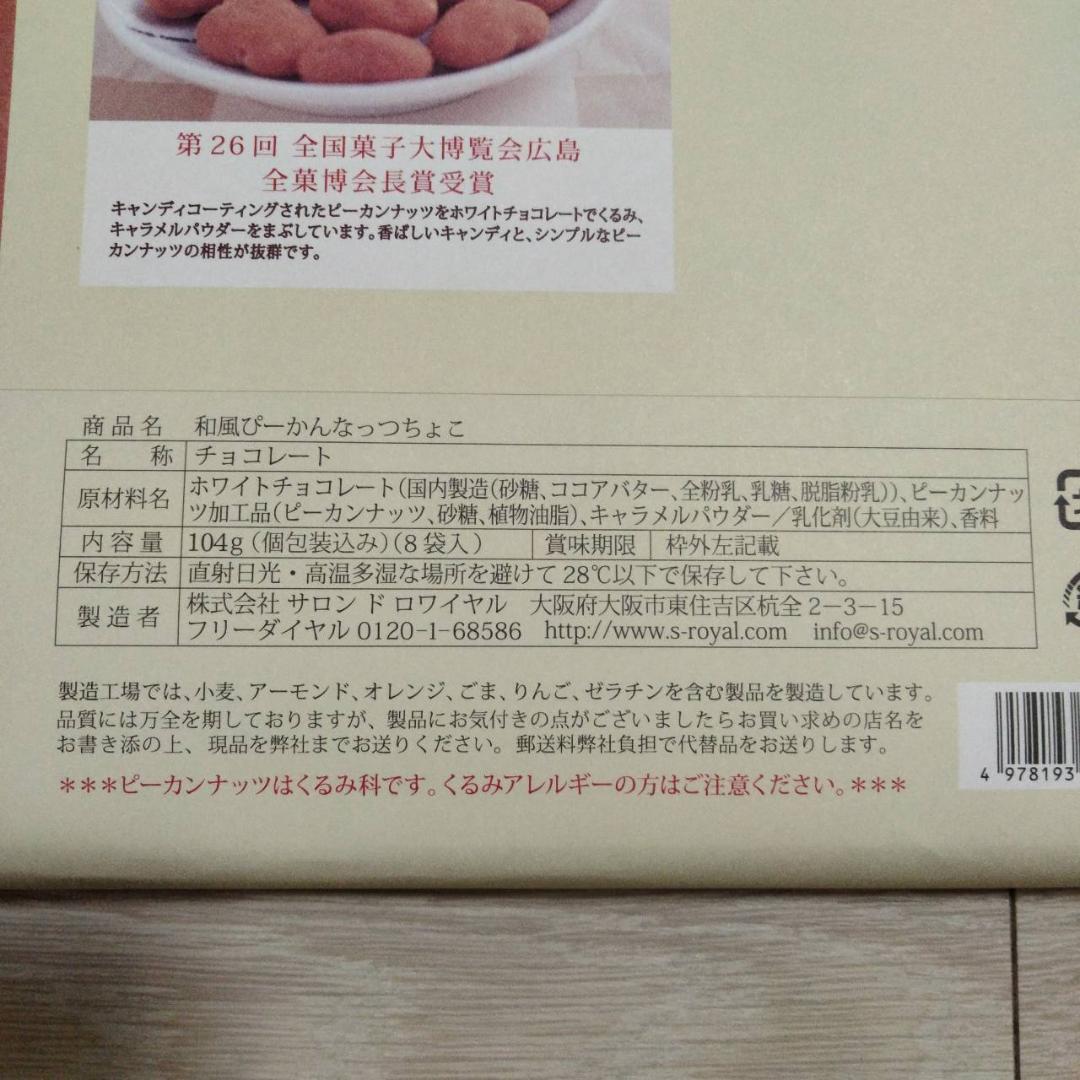 第26回 全国菓子大博覧会広島
全菓博会長賞受賞
キャンディコーティングされたピーカンナッツをホワイトチョコレートでくるみ、
キャラメルパウダーをまぶしています。香ばしいキャンディと、シンプルなピー
カンナッツの相性が抜群です。
商品名 和風ぴーかんなっつちょこ
名 称 チョコレート
原材料名 ホワイトチョコレート(国内製造(砂糖、ココアバター、全粉乳、乳糖、脱脂粉乳))、ピーカンナッ
ツ加工品(ピーカンナッツ、砂糖、植物油脂)、キャラメルパウダー/乳化剤(大豆由来)、香料
内容量 104g(個包装込み)(8袋入) 賞味期限 枠外左記載
保存方法 直射日光・高温多湿な場所を避けて28℃以下で保存して下さい。
製造者 株式会社 サロン ド ロワイヤル 大阪府大阪市東住吉区杭全2-3-15
フリーダイヤル 0120-1-68586 http://www.s-royal.com info@s-royal.com
製造工場では、小麦、アーモンド、オレンジ、ごま、りんご、ゼラチンを含む製品を製造しています。
品質には万全を期しておりますが、製品にお気付きの点がございましたらお買い求めの店名を
お書き添の上、現品を弊社までお送りください。郵送料弊社負担で代替品をお送りします。
***ピーカンナッツはくるみ科です。くるみアレルギーの方はご注意ください。***
4 978193